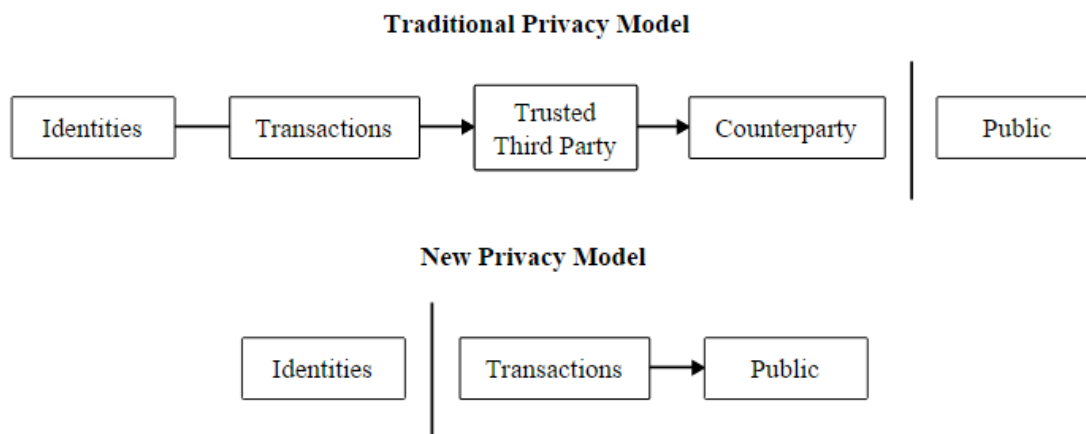 Traditional Privacy Model
Identities
Transactions
Trusted
Third Party
Counterparty
Public
New Privacy Model
Identities
Transactions
Public